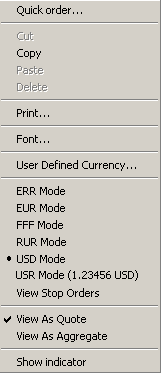 Quick order...
Cut
Copy
Paste
Delete
Print...
Font...
User Defined Currency...
ERR Mode
EUR Mode
FFF Mode
RUR Mode
USD Mode
USR Mode (1.23456 USD)
View Stop Orders
View As Quote
View As Aggregate
Show indicator